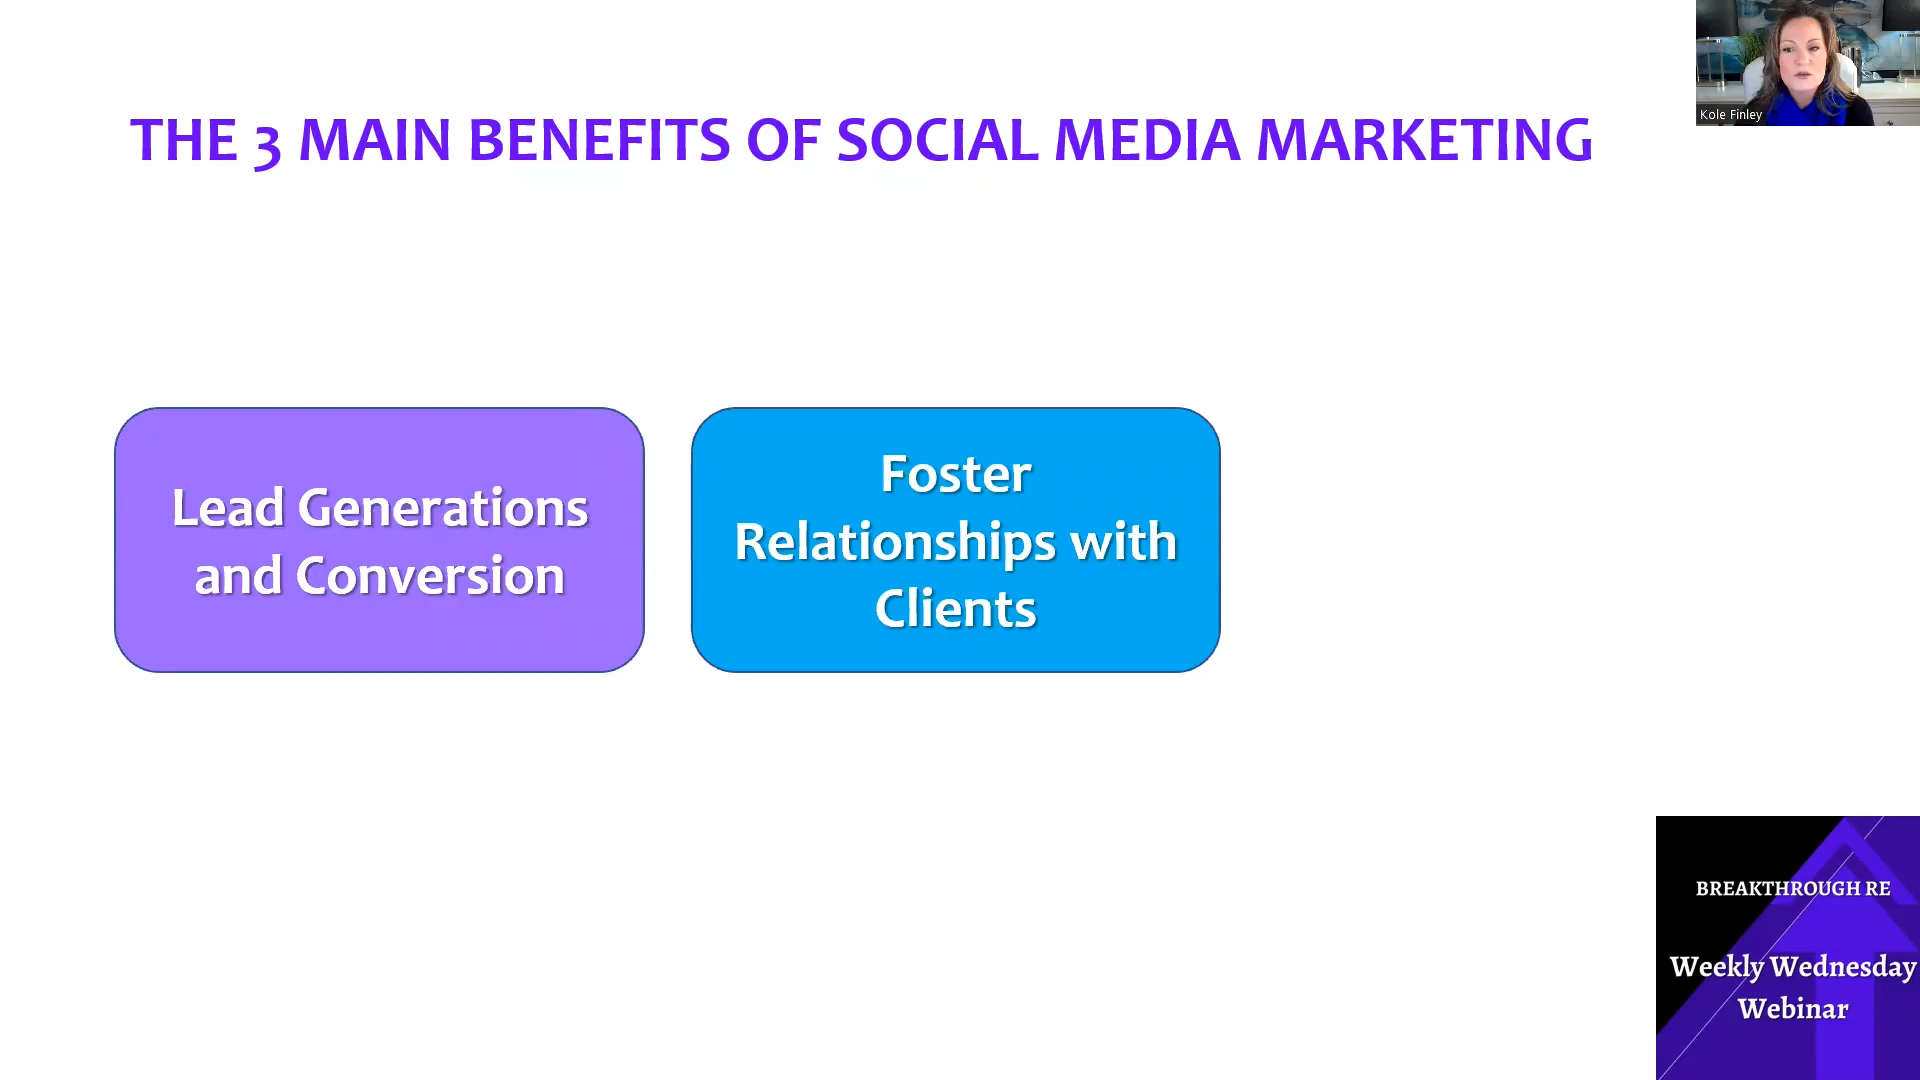 THE 3 MAIN BENEFITS OF SOCIAL MEDIA MARKETING
Kole Finley
Lead Generations
and Conversion
Foster
Relationships with
Clients
BREAKTHROUGH RE
Weekly Wednesday
Webinar